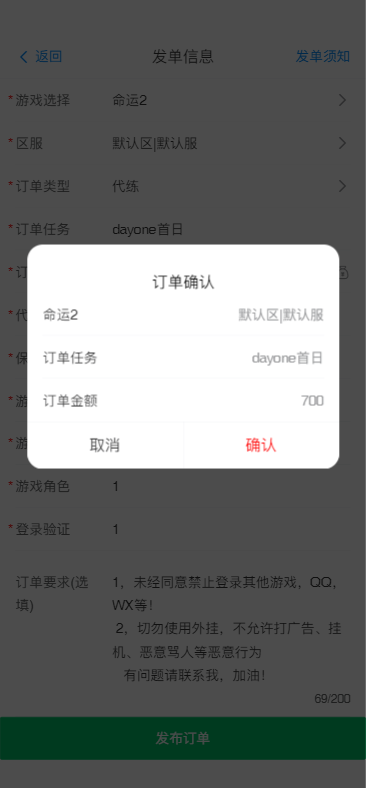 返回 发单信息 发单须知
*游戏选择 命运2
*区服 默认区|默认服
*订单类型 代练
*订单任务 dayone首日
*订
*代
*保
*游
*游
订单确认
命运2 默认区|默认服
订单任务 dayone首日
订单金额 700
取消 确认
*游戏角色 1
*登录验证 1
订单要求(选填) 1，未经同意禁止登录其他游戏，QQ，
WX等！
2，切勿使用外挂，不允许打广告、挂
机、恶意骂人等恶意行为
有问题请联系我，加油！
69/200
发布订单